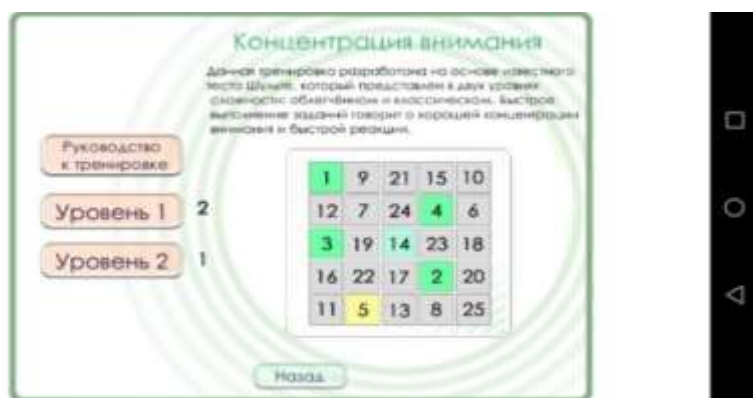 Концентрация внимания
Данная тренировка разработана на основе известного
теста Шульте, который представлен в двух уровнях
сложности: облегчённом и классическом. Быстрое
выполнение заданий говорит о хорошей концентрации
внимания и быстрой реакции.
Руководство
к тренировке
Уровень 1 2
Уровень 2 1
1 9 21 15 10
12 7 24 4 6
3 19 14 23 18
16 22 17 2 20
11 5 13 8 25
Назад